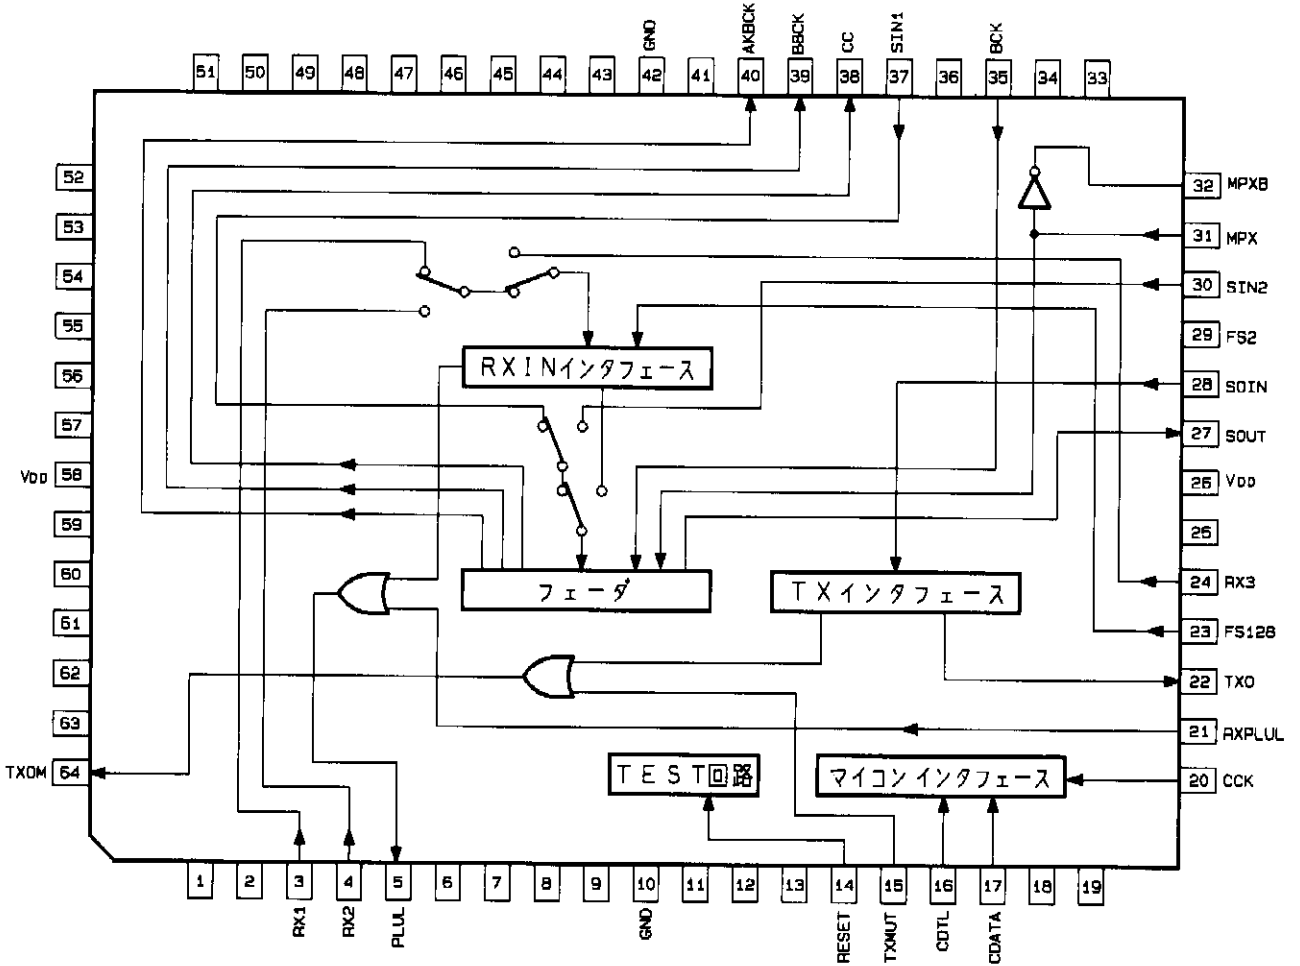 GND
AKBCK
BBCK
CC
SIN1
BCK
51 50 49 48 47 46 45 44 43 42 41 40 39 38 37 36 35 34 33
52
53
54
55
56
57
VDD 58
59
60
61
62
63
TXOM 64
32 MPXB
31 MPX
30 SIN2
29 FS2
28 SOIN
27 SOUT
26 VDD
25
24 RX3
23 FS128
22 TXO
21 RXPLUL
20 CCK
RXINインタフェース
フェーダ
TXインタフェース
TEST回路
マイコンインタフェース
1 2 3 4 5 6 7 8 9 10 11 12 13 14 15 16 17 18 19
RX1
RX2
PLUL
GND
RESET
TXMUT
CDTL
CDATA